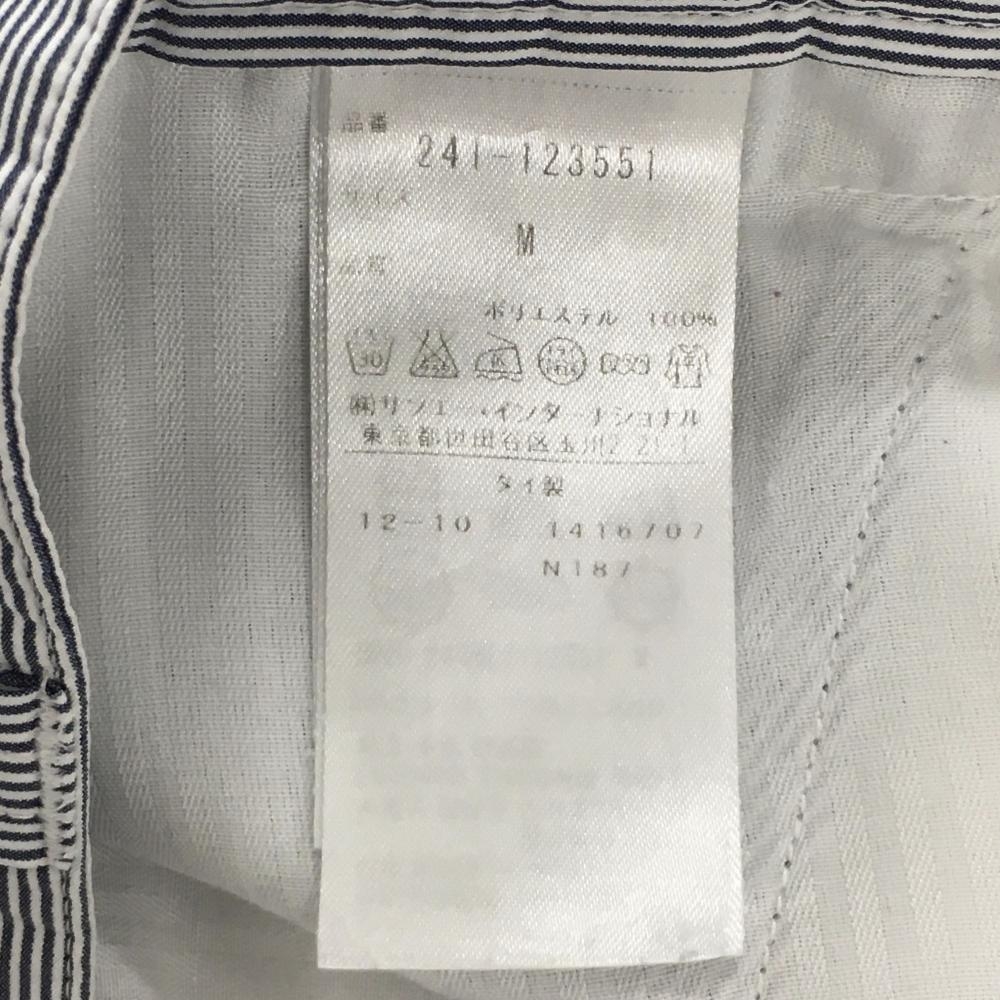 品番
241-123551
サイズ
M
ポリエステル 100%
30
㈱サンエー・インターナショナル
東京都世田谷区玉川2-21-1
タイ製
12-10 1416707
N187